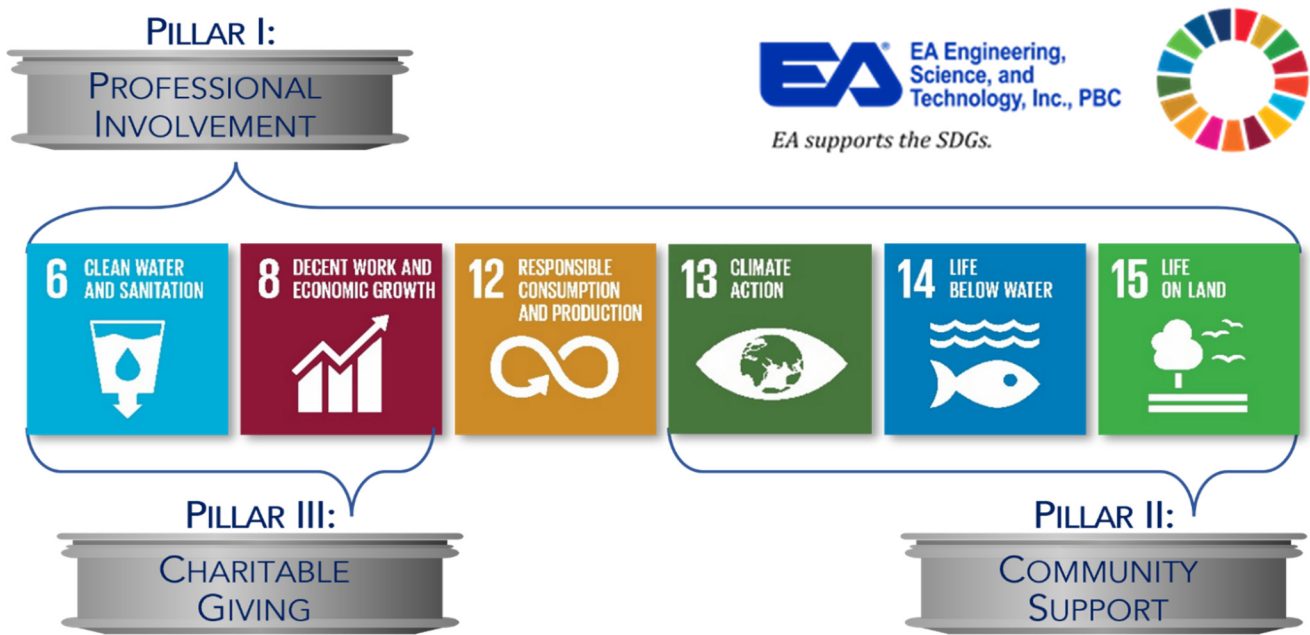 PILLAR I:
PROFESSIONAL
INVOLVEMENT
EA® EA Engineering,
Science, and
Technology, Inc., PBC
EA supports the SDGs.
6 CLEAN WATER
AND SANITATION
8 DECENT WORK AND
ECONOMIC GROWTH
12 RESPONSIBLE
CONSUMPTION
AND PRODUCTION
13 CLIMATE
ACTION
14 LIFE
BELOW WATER
15 LIFE
ON LAND
PILLAR III:
CHARITABLE
GIVING
PILLAR II:
COMMUNITY
SUPPORT